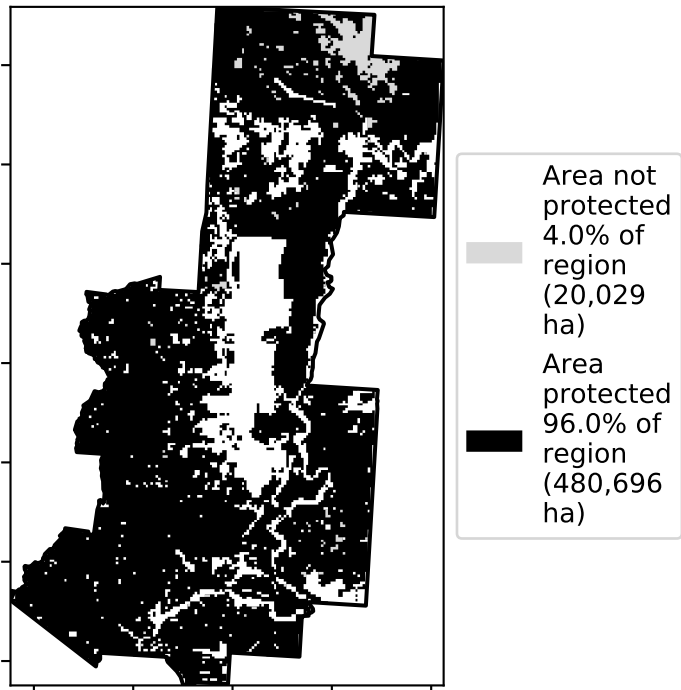 Area not
protected
4.0% of
region
(20,029
ha)
Area
protected
96.0% of
region
(480,696
ha)